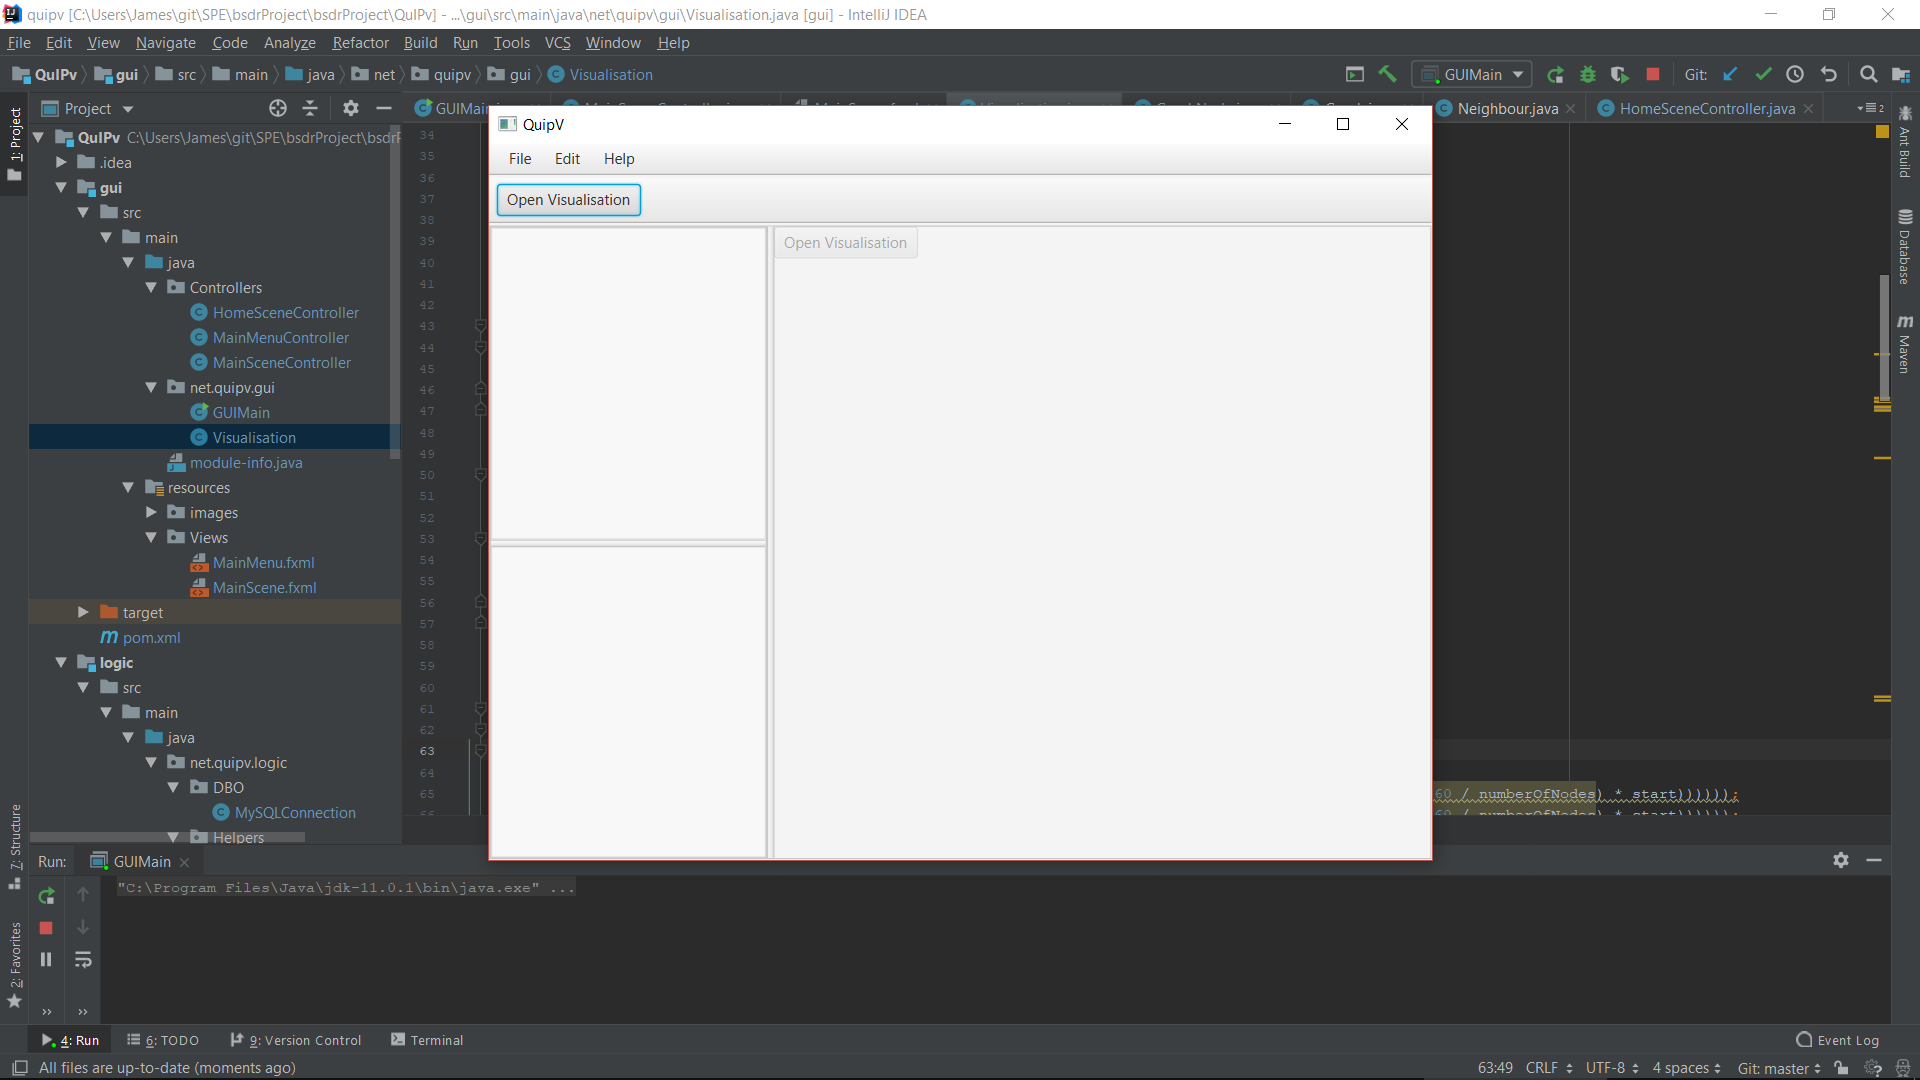 quipv [C:\Users\James\git\SPE\bsdrProject\bsdrProject\QuIPv] - ...\gui\src\main\java\net\quipv\gui\Visualisation.java [gui] - IntelliJ IDEA
File Edit View Navigate Code Analyze Refactor Build Run Tools VCS Window Help
QuIPv gui src main java net quipv gui Visualisation GUIMain Git:
Project GUIMain Neighbour.java HomeSceneController.java 2
1: Project
QuIPv C:\Users\James\git\SPE\bsdrProject\bsdrP
.idea
gui
src
main
java
Controllers
HomeSceneController
MainMenuController
MainSceneController
net.quipv.gui
GUIMain
Visualisation
module-info.java
resources
images
Views
MainMenu.fxml
MainScene.fxml
target
pom.xml
logic
src
main
java
net.quipv.logic
DBO
MySQLConnection
Helpers
34
35
36
37
38
39
40
41
42
43
44
45
46
47
48
49
50
51
52
53
54
55
56
57
58
59
60
61
62
63
64
65
66
QuipV
File Edit Help
Open Visualisation
Open Visualisation
60 / numberOfNodes) * start))))));
60 / numberOfNodes) * start))))));
Ant Build
Database
Maven
7: Structure
2: Favorites
Run: GUIMain
"C:\Program Files\Java\jdk-11.0.1\bin\java.exe" ...
4: Run 6: TODO 9: Version Control Terminal Event Log
All files are up-to-date (moments ago) 63:49 CRLF UTF-8 4 spaces Git: master